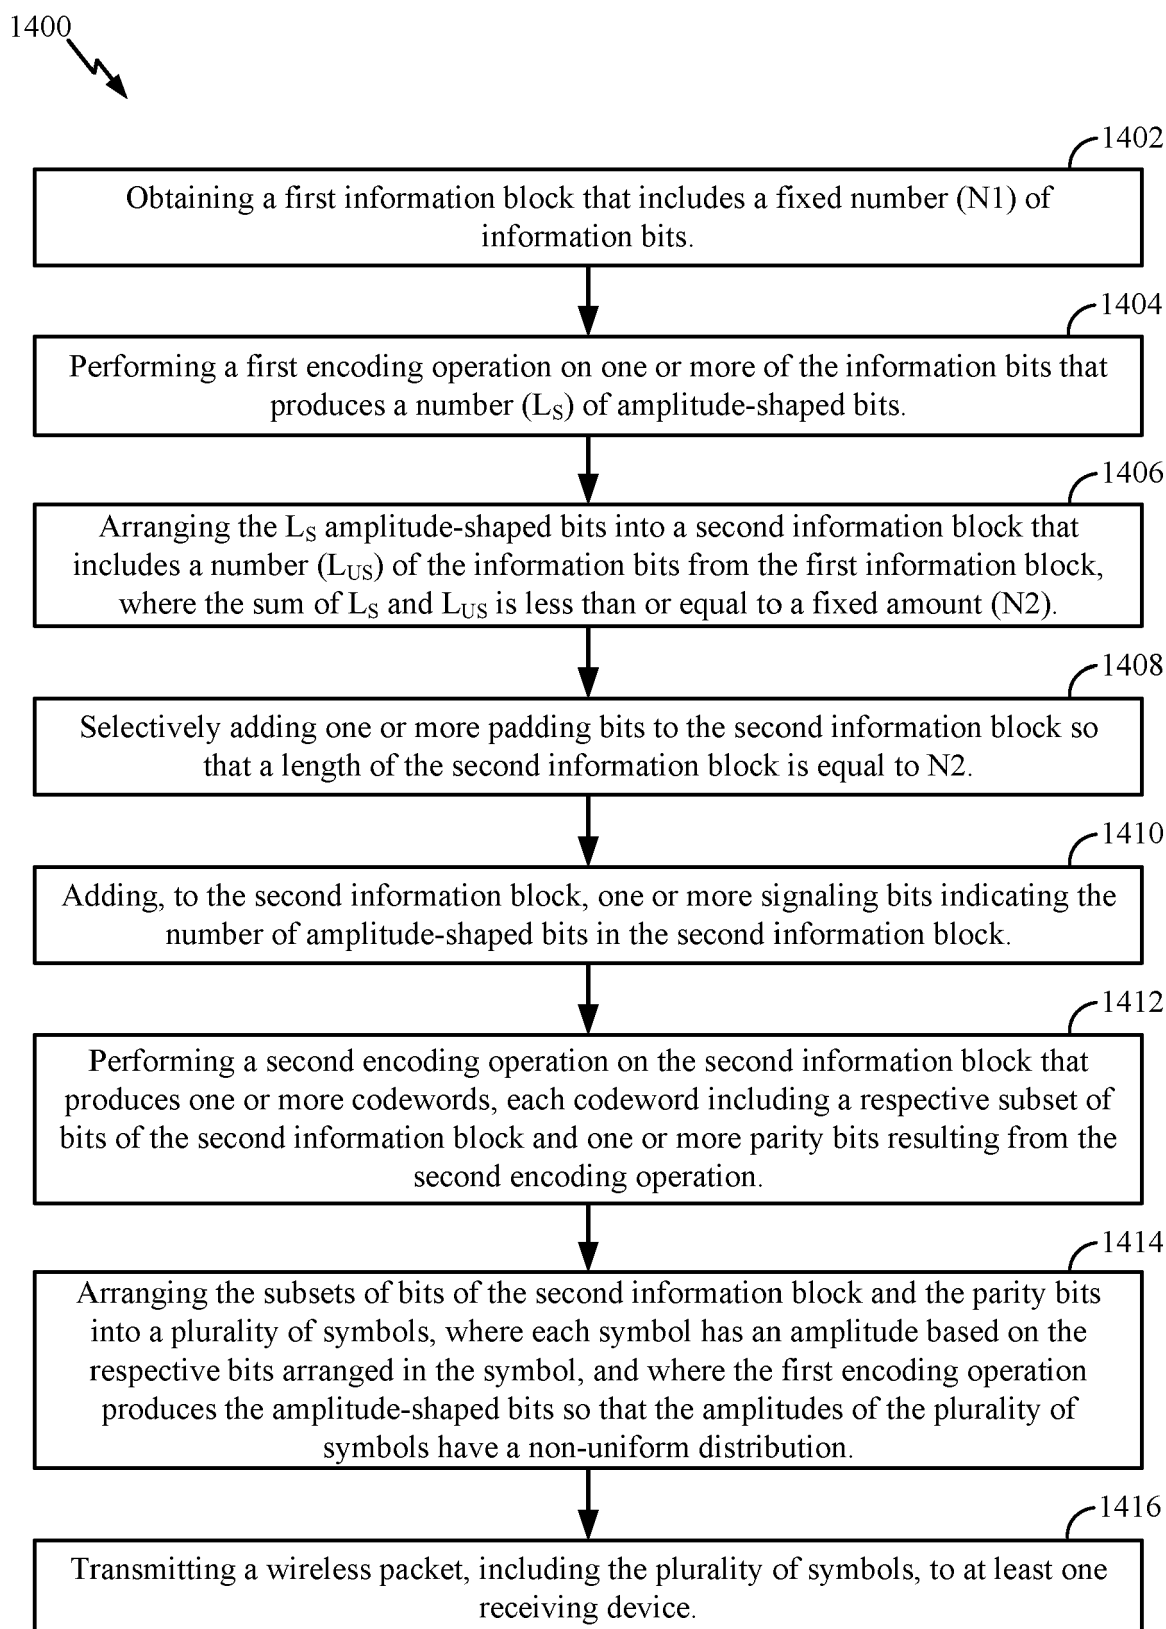 1400
1402
Obtaining a first information block that includes a fixed number (N1) of
information bits.
1404
Performing a first encoding operation on one or more of the information bits that
produces a number (LS) of amplitude-shaped bits.
1406
Arranging the LS amplitude-shaped bits into a second information block that
includes a number (LUS) of the information bits from the first information block,
where the sum of LS and LUS is less than or equal to a fixed amount (N2).
1408
Selectively adding one or more padding bits to the second information block so
that a length of the second information block is equal to N2.
1410
Adding, to the second information block, one or more signaling bits indicating the
number of amplitude-shaped bits in the second information block.
1412
Performing a second encoding operation on the second information block that
produces one or more codewords, each codeword including a respective subset of
bits of the second information block and one or more parity bits resulting from the
second encoding operation.
1414
Arranging the subsets of bits of the second information block and the parity bits
into a plurality of symbols, where each symbol has an amplitude based on the
respective bits arranged in the symbol, and where the first encoding operation
produces the amplitude-shaped bits so that the amplitudes of the plurality of
symbols have a non-uniform distribution.
1416
Transmitting a wireless packet, including the plurality of symbols, to at least one
receiving device.